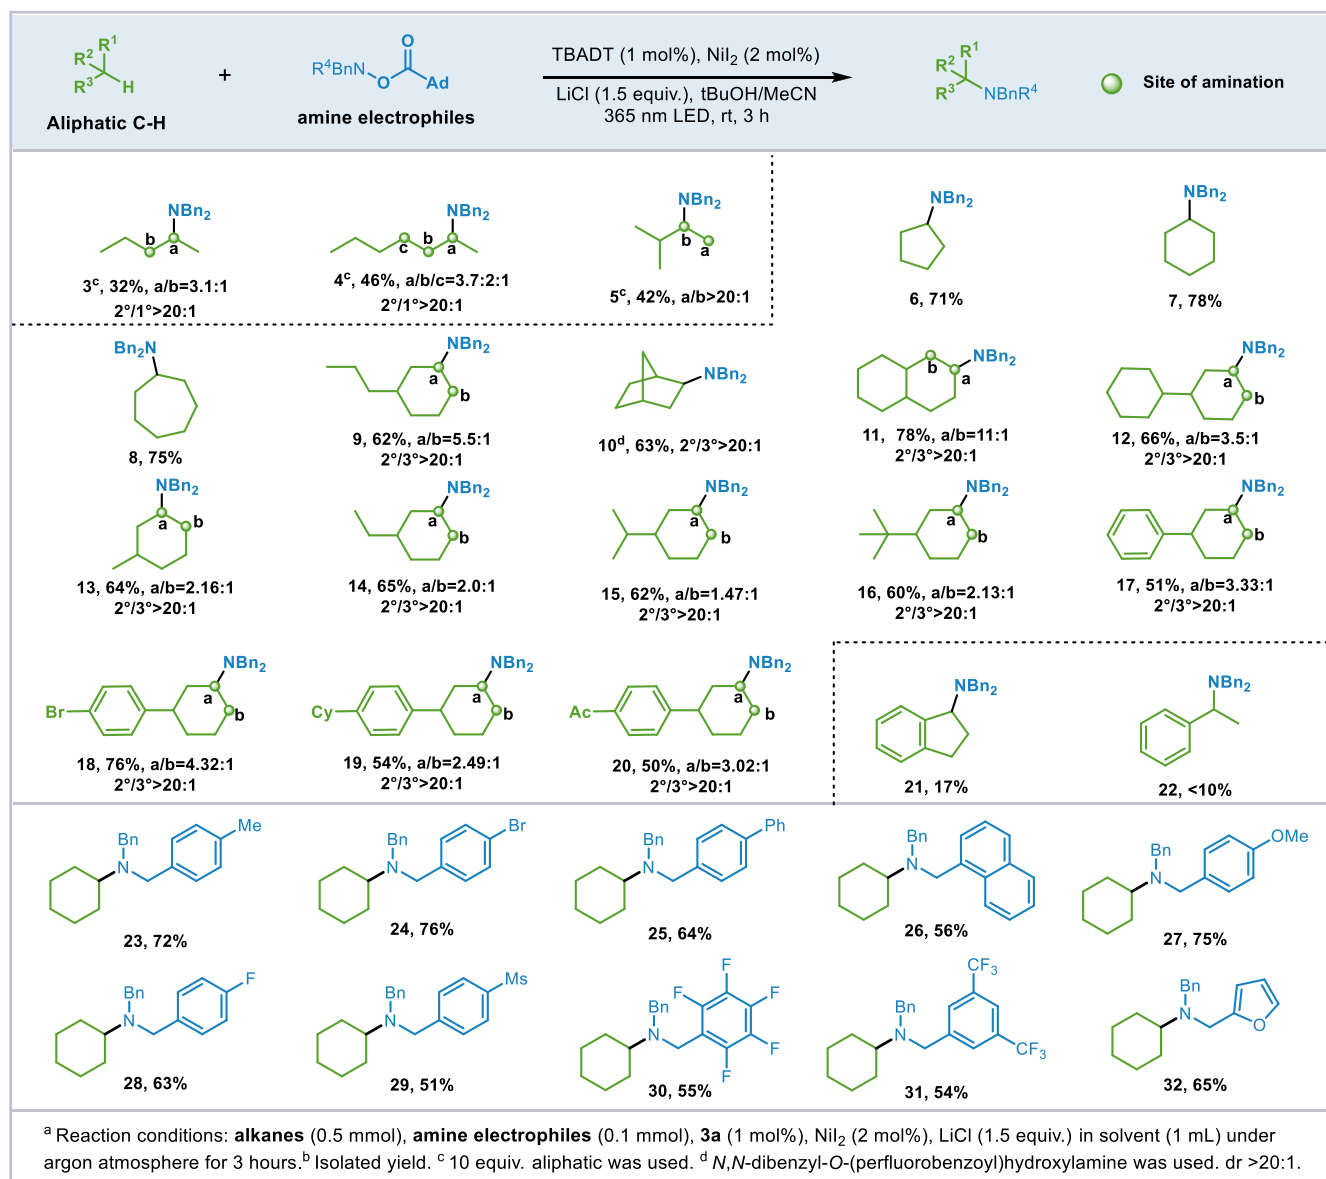 R¹
R²
R³
H
Aliphatic C-H
+
R⁴BnN
O
O
Ad
amine electrophiles
TBADT (1 mol%), NiI₂ (2 mol%)
LiCl (1.5 equiv.), tBuOH/MeCN
365 nm LED, rt, 3 h
R¹
R²
R³
NBnR⁴
Site of amination
NBn₂
b
a
3ᶜ, 32%, a/b=3.1:1
2°/1°>20:1
NBn₂
c
b
a
4ᶜ, 46%, a/b/c=3.7:2:1
2°/1°>20:1
NBn₂
b
a
5ᶜ, 42%, a/b>20:1
NBn₂
6, 71%
NBn₂
7, 78%
Bn₂N
8, 75%
NBn₂
a
b
9, 62%, a/b=5.5:1
2°/3°>20:1
NBn₂
10ᵈ, 63%, 2°/3°>20:1
NBn₂
b
a
11, 78%, a/b=11:1
2°/3°>20:1
NBn₂
a
b
12, 66%, a/b=3.5:1
2°/3°>20:1
NBn₂
a
b
13, 64%, a/b=2.16:1
2°/3°>20:1
NBn₂
a
b
14, 65%, a/b=2.0:1
2°/3°>20:1
NBn₂
a
b
15, 62%, a/b=1.47:1
2°/3°>20:1
NBn₂
a
b
16, 60%, a/b=2.13:1
2°/3°>20:1
NBn₂
a
b
17, 51%, a/b=3.33:1
2°/3°>20:1
NBn₂
Br
a
b
18, 76%, a/b=4.32:1
2°/3°>20:1
NBn₂
Cy
a
b
19, 54%, a/b=2.49:1
2°/3°>20:1
NBn₂
Ac
a
b
20, 50%, a/b=3.02:1
2°/3°>20:1
NBn₂
21, 17%
NBn₂
22, <10%
Bn
N
Me
23, 72%
Bn
N
Br
24, 76%
Bn
N
Ph
25, 64%
Bn
N
26, 56%
Bn
N
OMe
27, 75%
Bn
N
F
28, 63%
Bn
N
Ms
29, 51%
Bn
N
F
F
F
F
F
30, 55%
Bn
N
CF₃
CF₃
31, 54%
Bn
N
O
32, 65%
ᵃ Reaction conditions: alkanes (0.5 mmol), amine electrophiles (0.1 mmol), 3a (1 mol%), NiI₂ (2 mol%), LiCl (1.5 equiv.) in solvent (1 mL) under
argon atmosphere for 3 hours.ᵇ Isolated yield. ᶜ 10 equiv. aliphatic was used. ᵈ N,N-dibenzyl-O-(perfluorobenzoyl)hydroxylamine was used. dr >20:1.